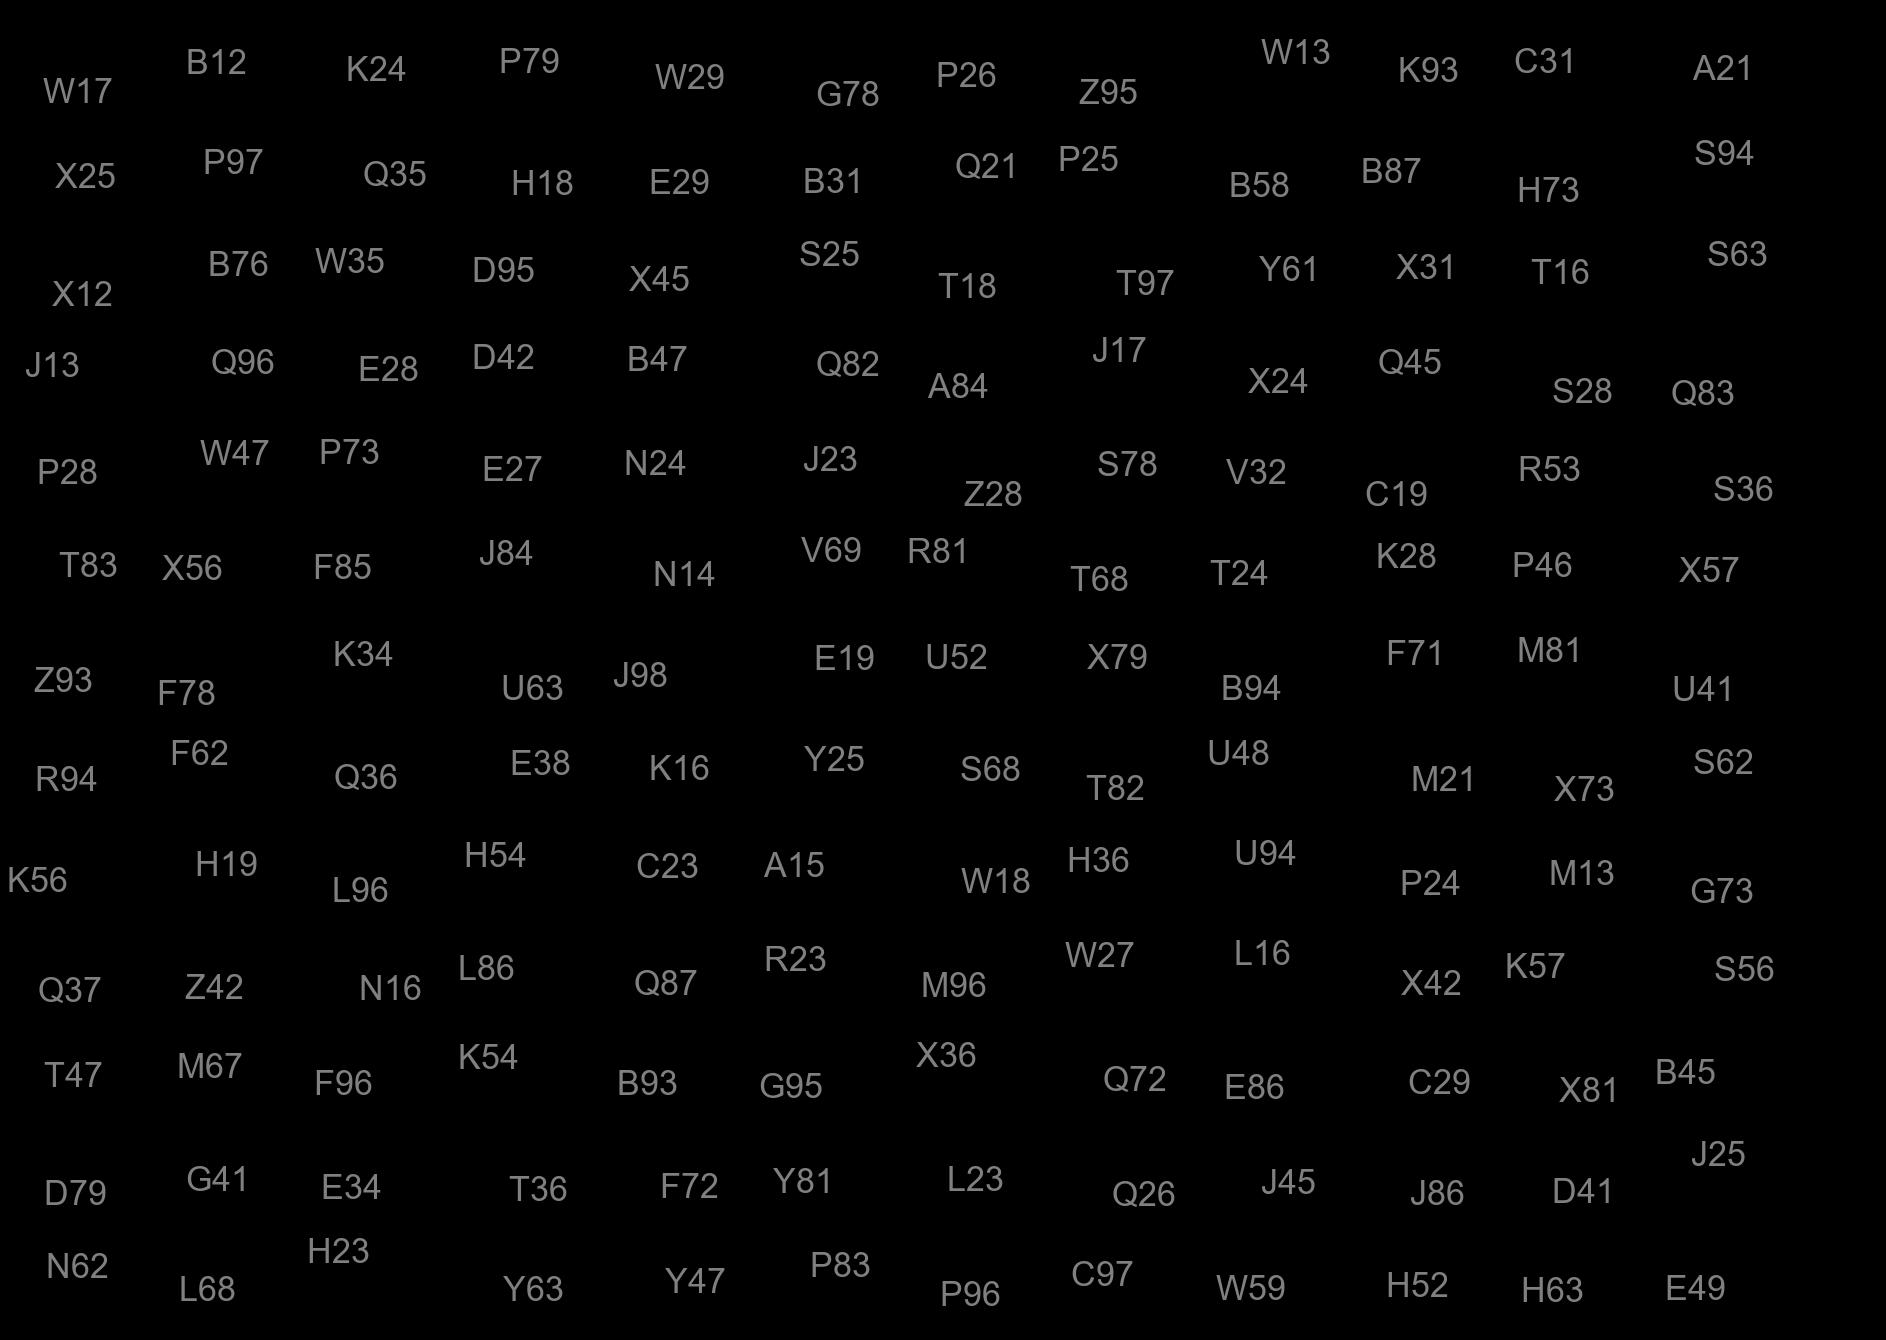 W17 B12 K24 P79 W29 G78 P26 Z95 W13 K93 C31 A21
X25 P97 Q35 H18 E29 B31 Q21 P25 B58 B87 H73 S94
X12 B76 W35 D95 X45 S25 T18 T97 Y61 X31 T16 S63
J13 Q96 E28 D42 B47 Q82 A84 J17 X24 Q45 S28 Q83
P28 W47 P73 E27 N24 J23 Z28 S78 V32 C19 R53 S36
T83 X56 F85 J84 N14 V69 R81 T68 T24 K28 P46 X57
Z93 F78 K34 U63 J98 E19 U52 X79 B94 F71 M81 U41
R94 F62 Q36 E38 K16 Y25 S68 T82 U48 M21 X73 S62
K56 H19 L96 H54 C23 A15 W18 H36 U94 P24 M13 G73
Q37 Z42 N16 L86 Q87 R23 M96 W27 L16 X42 K57 S56
T47 M67 F96 K54 B93 G95 X36 Q72 E86 C29 X81 B45
D79 G41 E34 T36 F72 Y81 L23 Q26 J45 J86 D41 J25
N62 L68 H23 Y63 Y47 P83 P96 C97 W59 H52 H63 E49